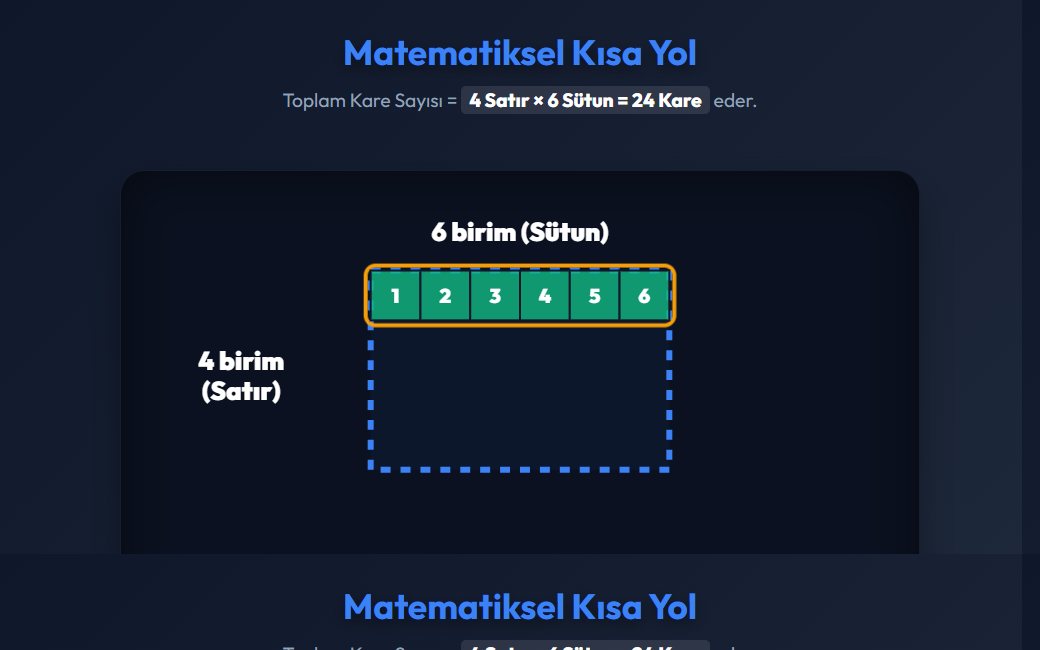 Matematiksel Kısa Yol
Toplam Kare Sayısı = 4 Satır × 6 Sütun = 24 Kare eder.
6 birim (Sütun)
1 2 3 4 5 6
4 birim
(Satır)
Matematiksel Kısa Yol